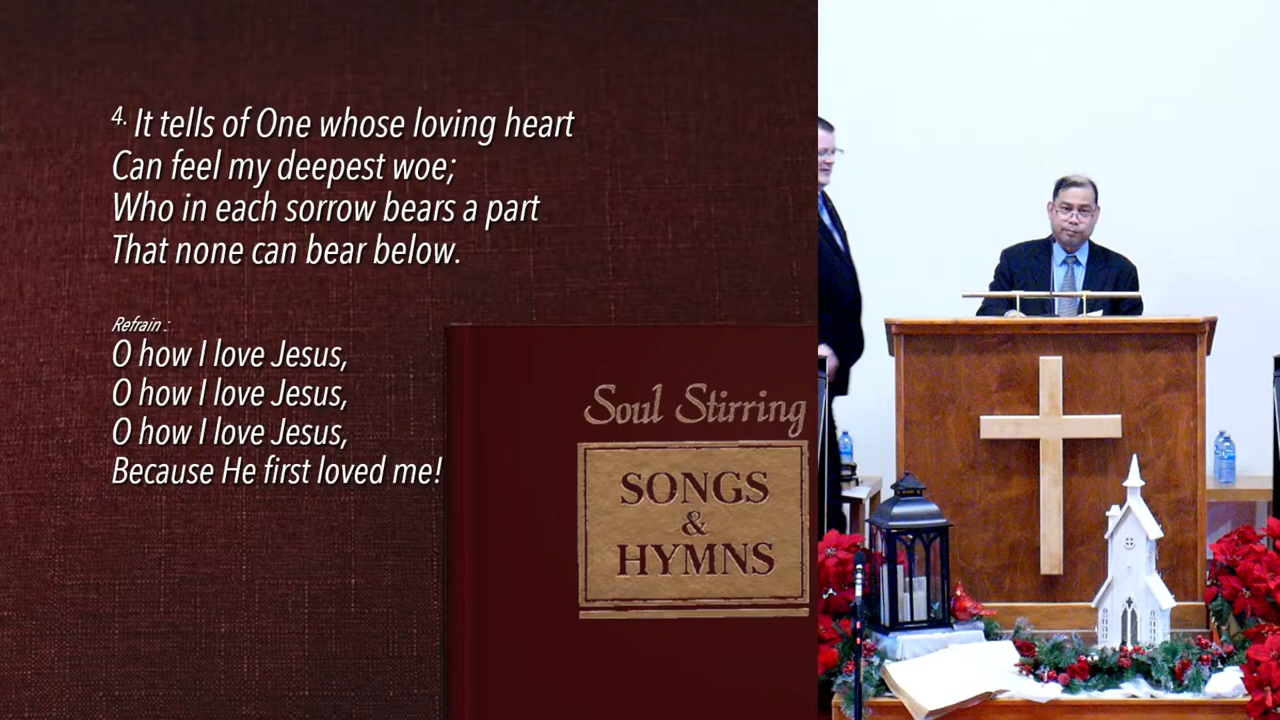 4. It tells of One whose loving heart
Can feel my deepest woe;
Who in each sorrow bears a part
That none can bear below.
Refrain :
O how I love Jesus,
O how I love Jesus,
O how I love Jesus,
Because He first loved me!
Soul Stirring
SONGS
&
HYMNS